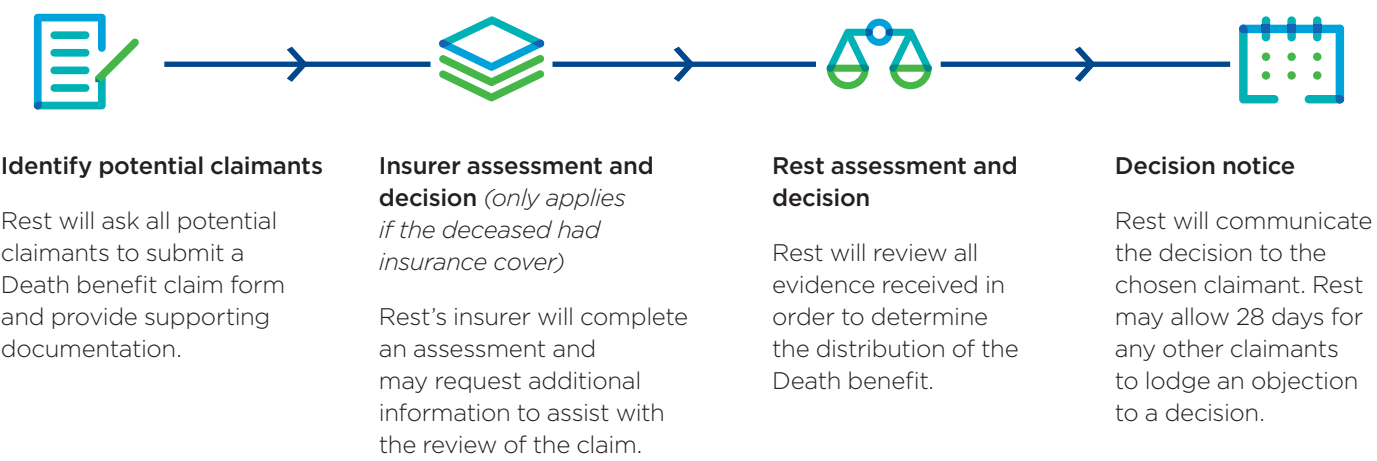 Identify potential claimants
Rest will ask all potential
claimants to submit a
Death benefit claim form
and provide supporting
documentation.
Insurer assessment and
decision (only applies
if the deceased had
insurance cover)
Rest's insurer will complete
an assessment and
may request additional
information to assist with
the review of the claim.
Rest assessment and
decision
Rest will review all
evidence received in
order to determine
the distribution of the
Death benefit.
Decision notice
Rest will communicate
the decision to the
chosen claimant. Rest
may allow 28 days for
any other claimants
to lodge an objection
to a decision.